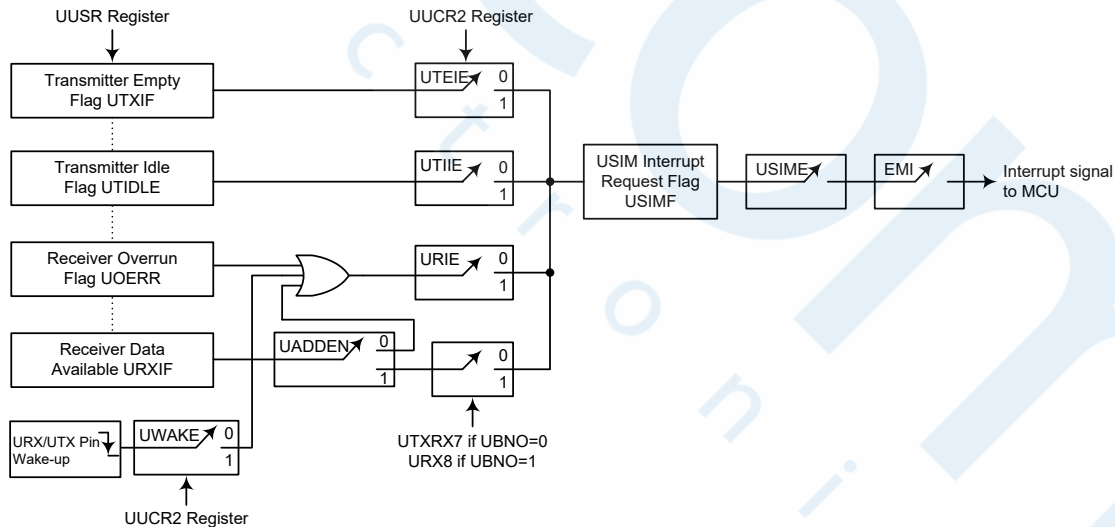 UUSR Register
UUCR2 Register
Transmitter Empty
Flag UTXIF
UTEIE
0
1
Transmitter Idle
Flag UTIDLE
UTIIE
0
1
USIM Interrupt
Request Flag
USIMF
USIME
EMI
Interrupt signal
to MCU
Receiver Overrun
Flag UOERR
URIE
0
1
Receiver Data
Available URXIF
UADDEN
0
1
0
1
UTXRX7 if UBNO=0
URX8 if UBNO=1
URX/UTX Pin
Wake-up
UWAKE
0
1
UUCR2 Register
c
t
r
o
n
i
on